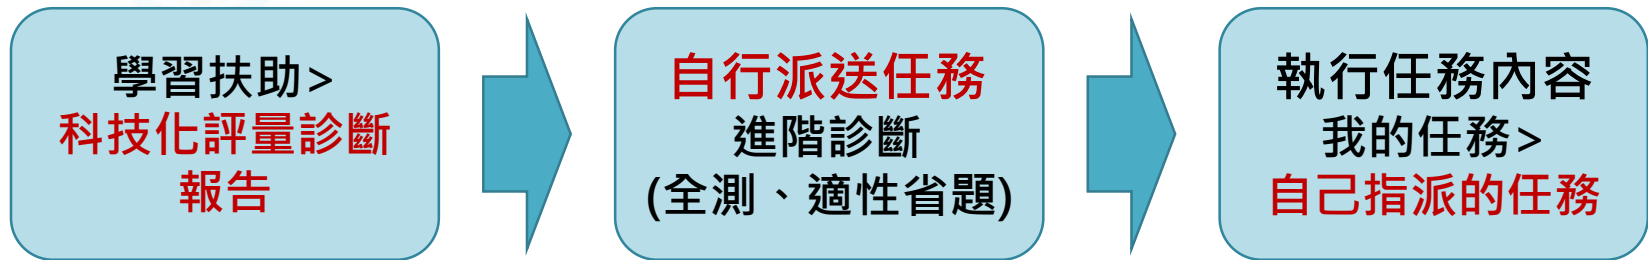 學習扶助>
科技化評量診斷
報告
自行派送任務
進階診斷
(全測、適性省題)
執行任務內容
我的任務>
自己指派的任務